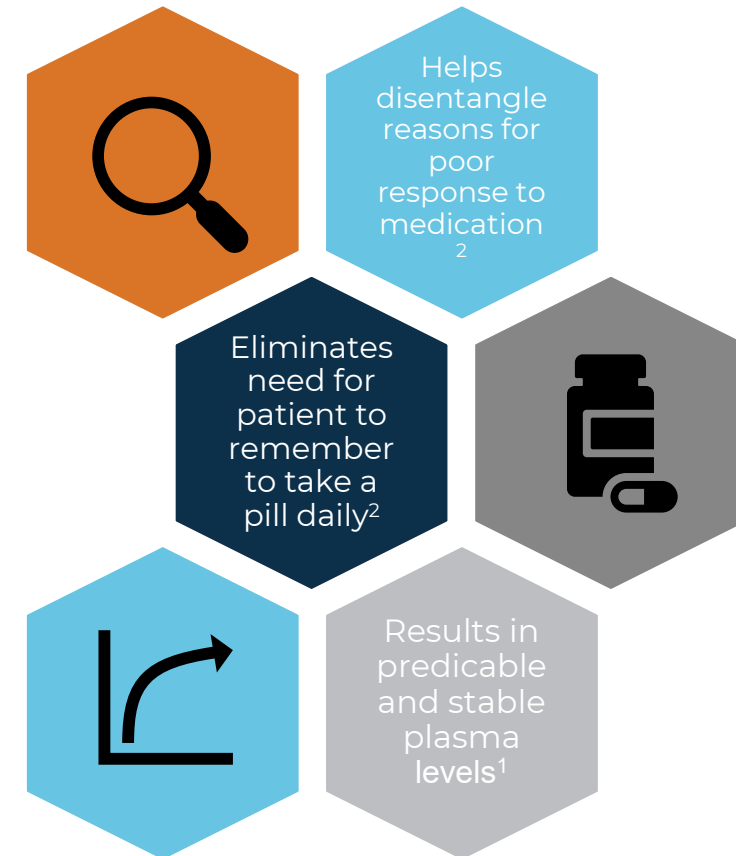 Helps
disentangle
reasons for
poor
response to
medication
2
Eliminates
need for
patient to
remember
to take a
pill daily²
Results in
predicable
and stable
plasma
levels¹